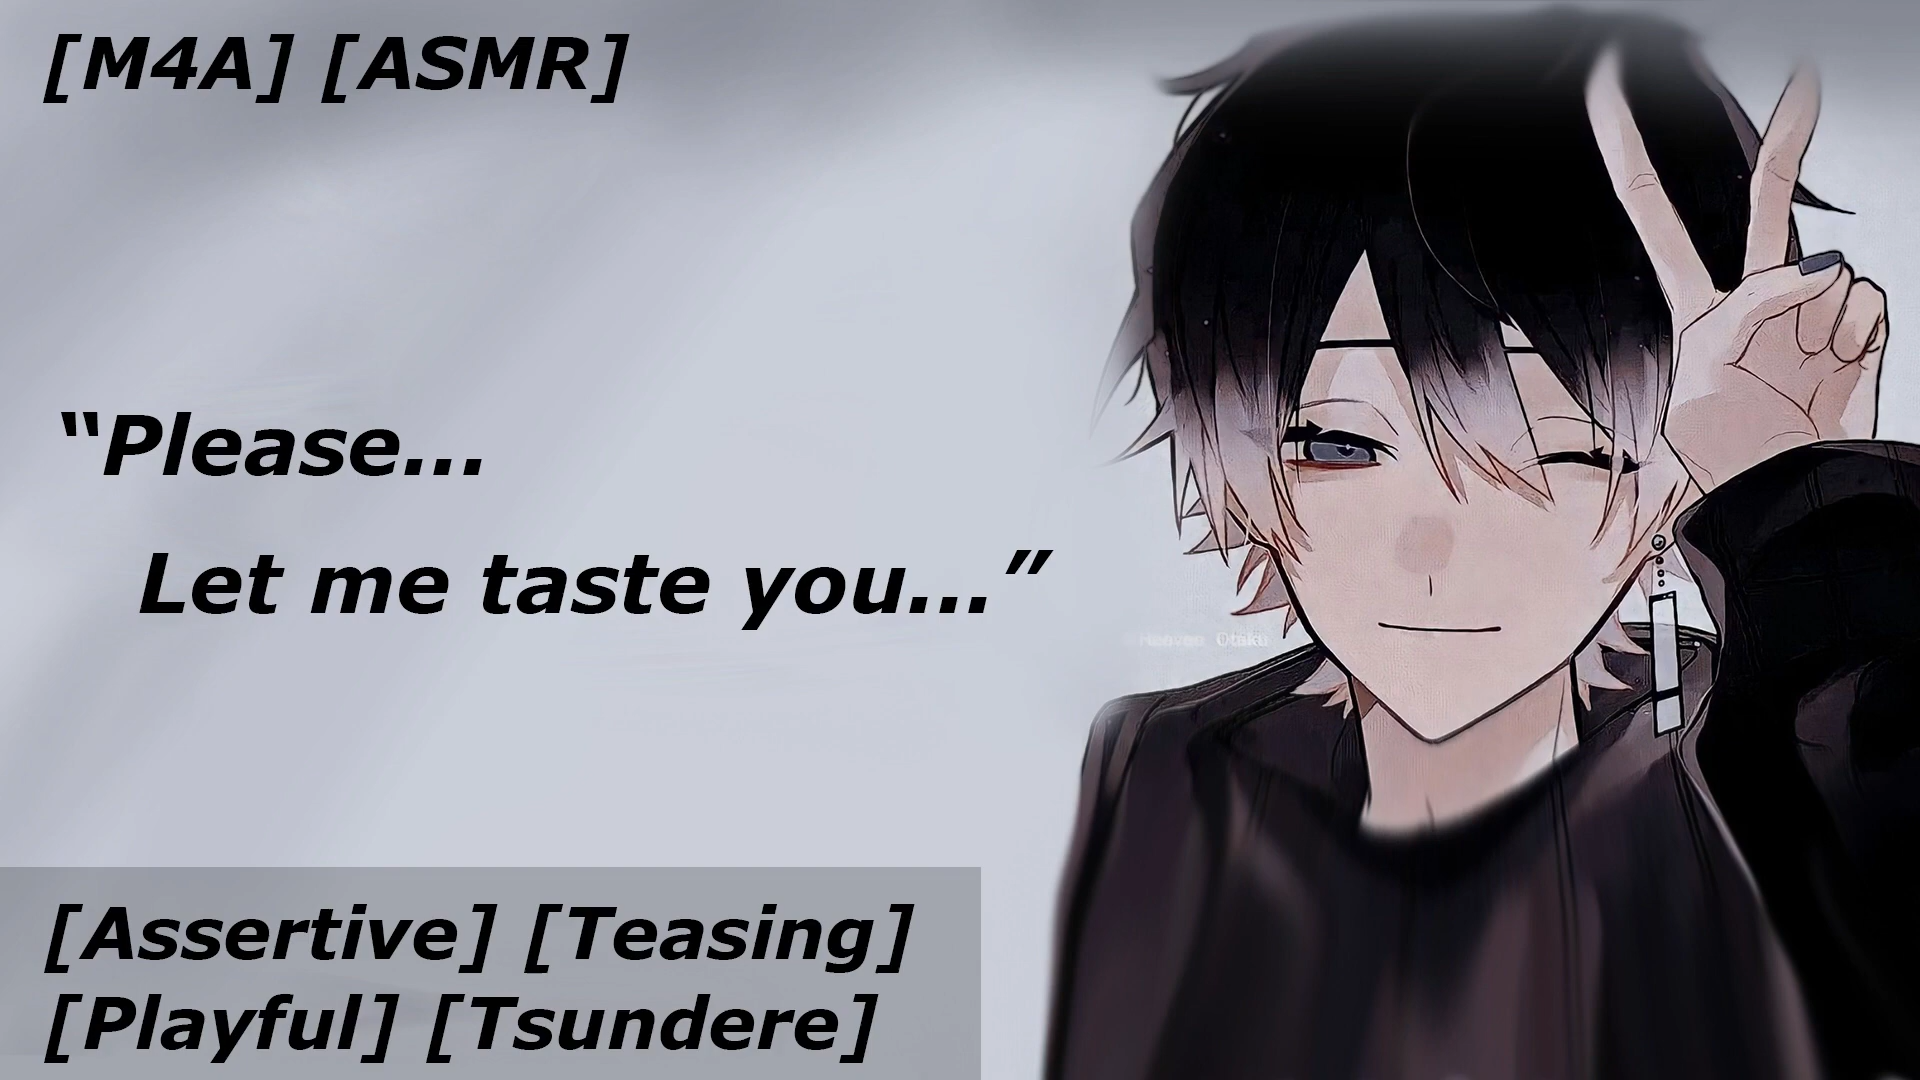 [M4A] [ASMR]
“Please...
Let me taste you...”
[Assertive] [Teasing]
[Playful] [Tsundere]